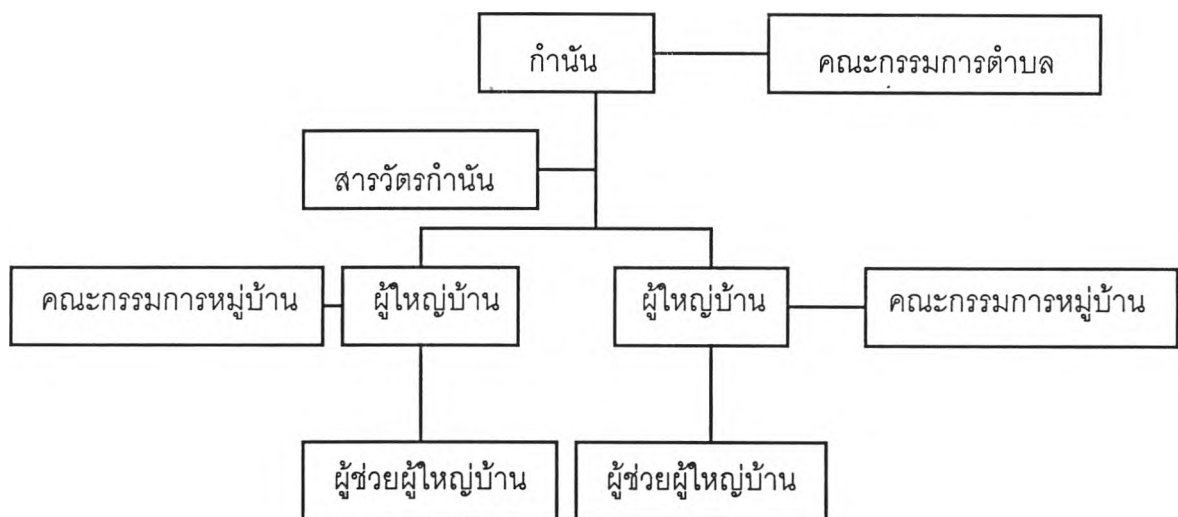 กำนัน
คณะกรรมการตำบล
สารวัตรกำนัน
คณะกรรมการหมู่บ้าน
ผู้ใหญ่บ้าน
ผู้ใหญ่บ้าน
คณะกรรมการหมู่บ้าน
ผู้ช่วยผู้ใหญ่บ้าน
ผู้ช่วยผู้ใหญ่บ้าน